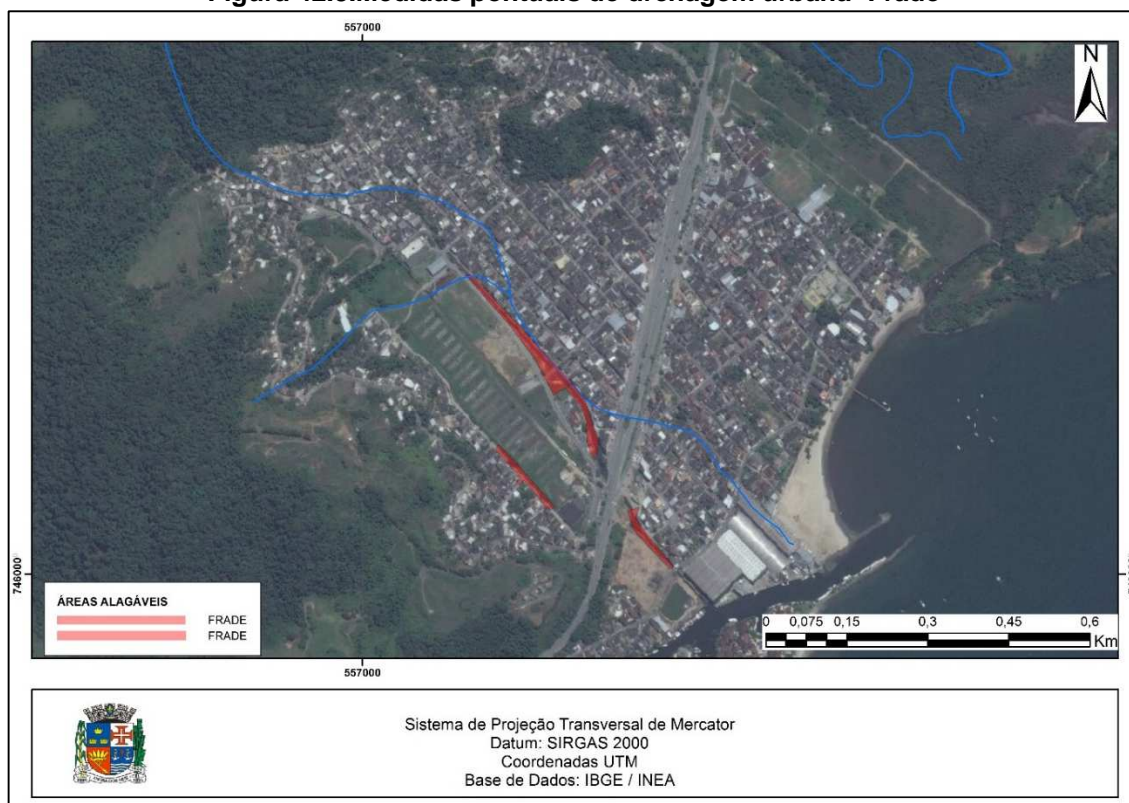 557000
N
746000
ÁREAS ALAGÁVEIS
FRADE
FRADE
0 0,075 0,15 0,3 0,45 0,6
Km
557000
Sistema de Projeção Transversal de Mercator
Datum: SIRGAS 2000
Coordenadas UTM
Base de Dados: IBGE / INEA